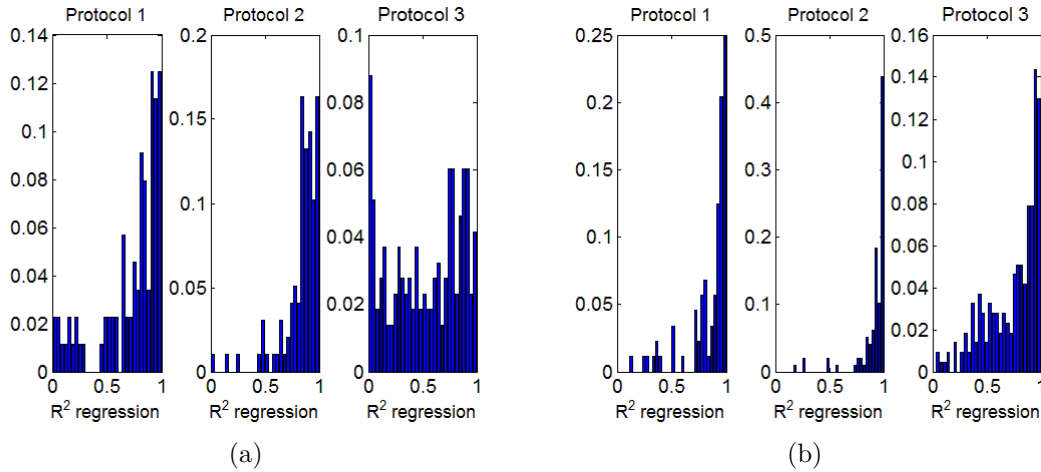 Protocol 1
0.14
0.12
0.1
0.08
0.06
0.04
0.02
0
0 0.5 1
R² regression
Protocol 2
0.2
0.15
0.1
0.05
0
0 0.5 1
R² regression
Protocol 3
0.1
0.08
0.06
0.04
0.02
0
0 0.5 1
R² regression
(a)
Protocol 1
0.25
0.2
0.15
0.1
0.05
0
0 0.5 1
R² regression
Protocol 2
0.5
0.4
0.3
0.2
0.1
0
0 0.5 1
R² regression
Protocol 3
0.16
0.14
0.12
0.1
0.08
0.06
0.04
0.02
0
0 0.5 1
R² regression
(b)